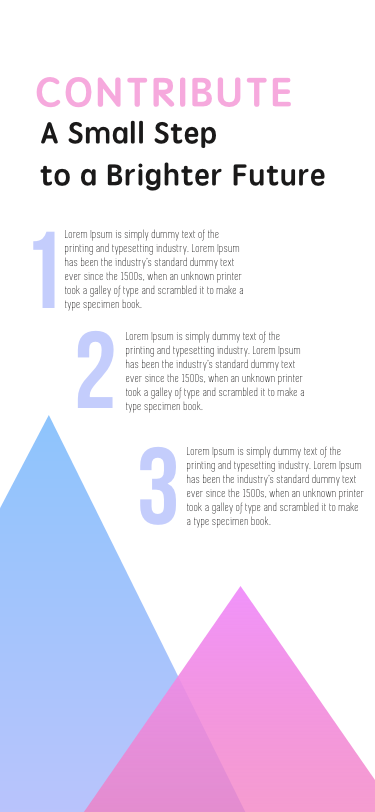 CONTRIBUTE
A Small Step
to a Brighter Future
1
Lorem Ipsum is simply dummy text of the
printing and typesetting industry. Lorem Ipsum
has been the industry's standard dummy text
ever since the 1500s, when an unknown printer
took a galley of type and scrambled it to make a
type specimen book.
2
Lorem Ipsum is simply dummy text of the
printing and typesetting industry. Lorem Ipsum
has been the industry's standard dummy text
ever since the 1500s, when an unknown printer
took a galley of type and scrambled it to make a
type specimen book.
3
Lorem Ipsum is simply dummy text of the
printing and typesetting industry. Lorem Ipsum
has been the industry's standard dummy text
ever since the 1500s, when an unknown printer
took a galley of type and scrambled it to make
a type specimen book.